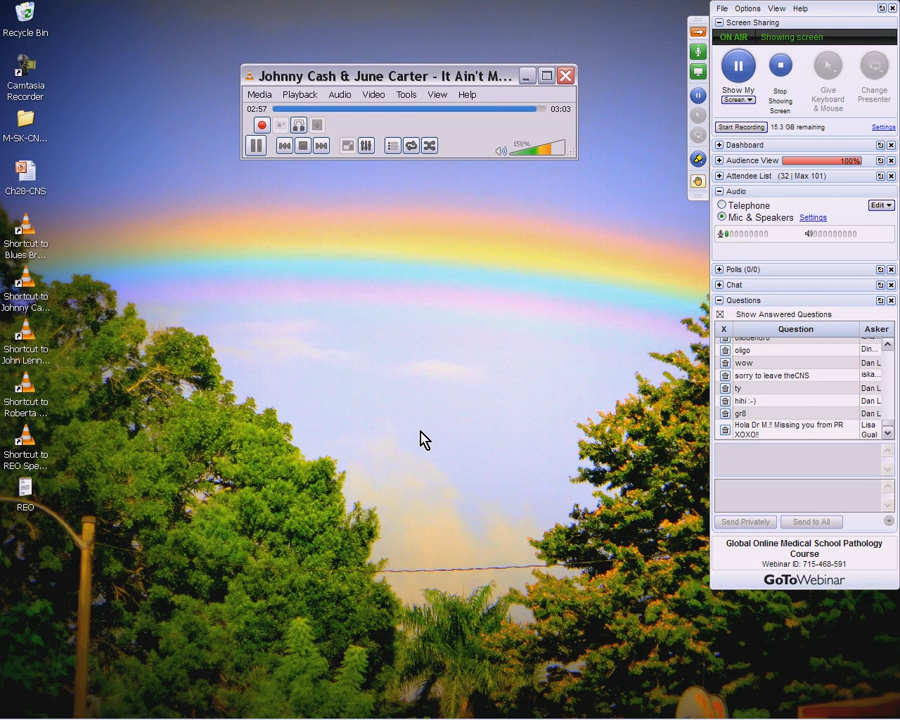 Recycle Bin
Camtasia
Recorder
M-SK-CN...
Ch28-CNS
Shortcut to
Blues Br...
Shortcut to
Johnny Ca...
Shortcut to
John Lenn...
Shortcut to
Roberta ...
Shortcut to
REO Spe...
REO
Johnny Cash & June Carter - It Ain't M...
Media Playback Audio Video Tools View Help
02:57 03:03
150%
File Options View Help
Screen Sharing
ON AIR Showing screen
Show My
Screen
Stop
Showing
Screen
Give
Keyboard
& Mouse
Change
Presenter
Start Recording 15.3 GB remaining Settings
Dashboard
Audience View 100%
Attendee List (32 | Max 101)
Audio
Telephone Edit
Mic & Speakers Settings
Polls (0/0)
Chat
Questions
Show Answered Questions
X Question Asker
oligo Din...
wow Dan L
sorry to leave theCNS iska...
ty Dan L
hihi :-) Dan L
gr8 Dan L
Hola Dr M.!! Missing you from PR Lisa
XOXO!! Gual
Send Privately Send to All
Global Online Medical School Pathology
Course
Webinar ID: 715-468-591
GoToWebinar